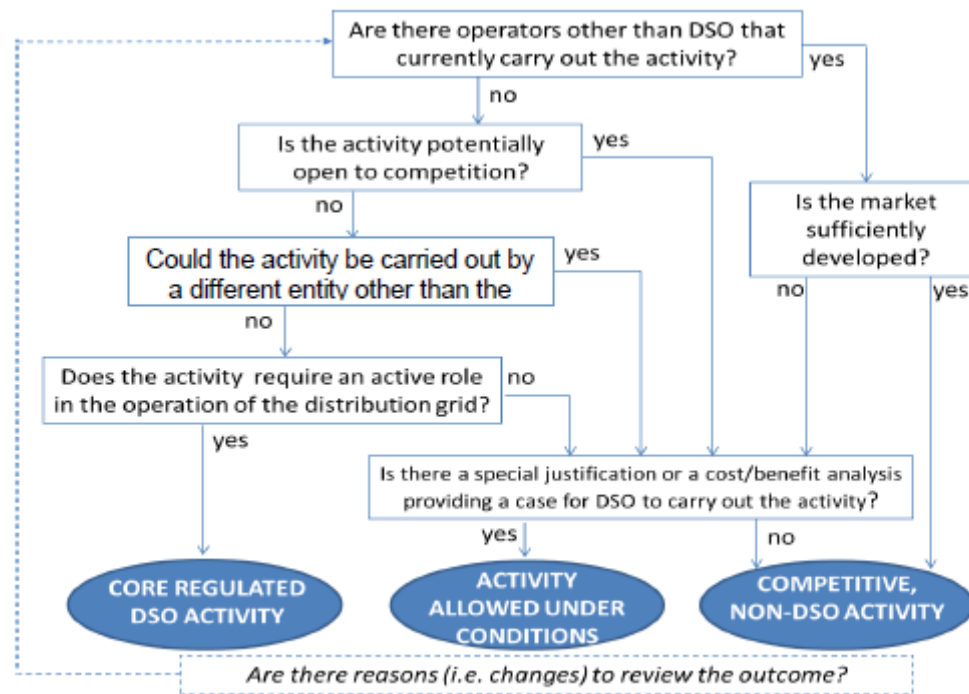 Are there operators other than DSO that
currently carry out the activity?
yes
no
Is the activity potentially
open to competition?
yes
no
Is the market
sufficiently
developed?
Could the activity be carried out by
a different entity other than the
yes
no
no
yes
Does the activity require an active role
in the operation of the distribution grid?
no
yes
Is there a special justification or a cost/benefit analysis
providing a case for DSO to carry out the activity?
yes
no
CORE REGULATED
DSO ACTIVITY
ACTIVITY
ALLOWED UNDER
CONDITIONS
COMPETITIVE,
NON-DSO ACTIVITY
Are there reasons (i.e. changes) to review the outcome?